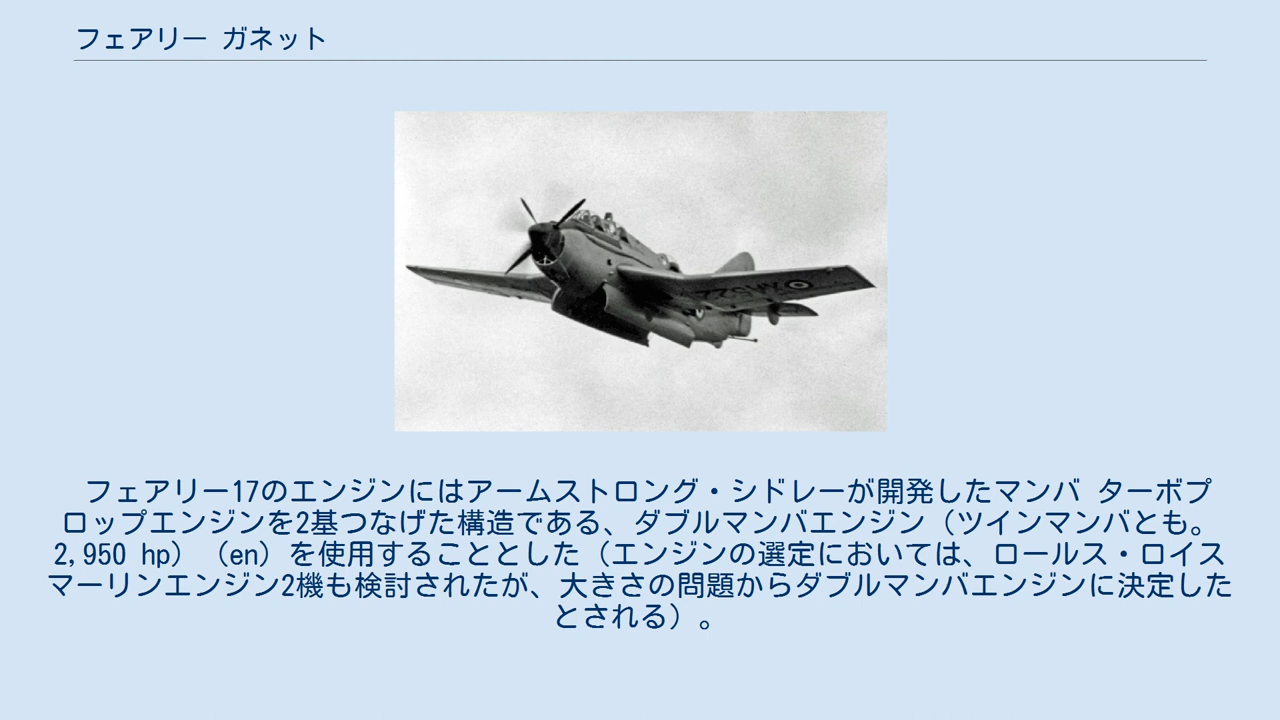 フェアリー ガネット
フェアリー17のエンジンにはアームストロング・シドレーが開発したマンバ ターボプ
ロップエンジンを2基つなげた構造である、ダブルマンバエンジン（ツインマンバとも。
2,950 hp）（en）を使用することとした（エンジンの選定においては、ロールス・ロイス
マーリンエンジン2機も検討されたが、大きさの問題からダブルマンバエンジンに決定した
とされる）。